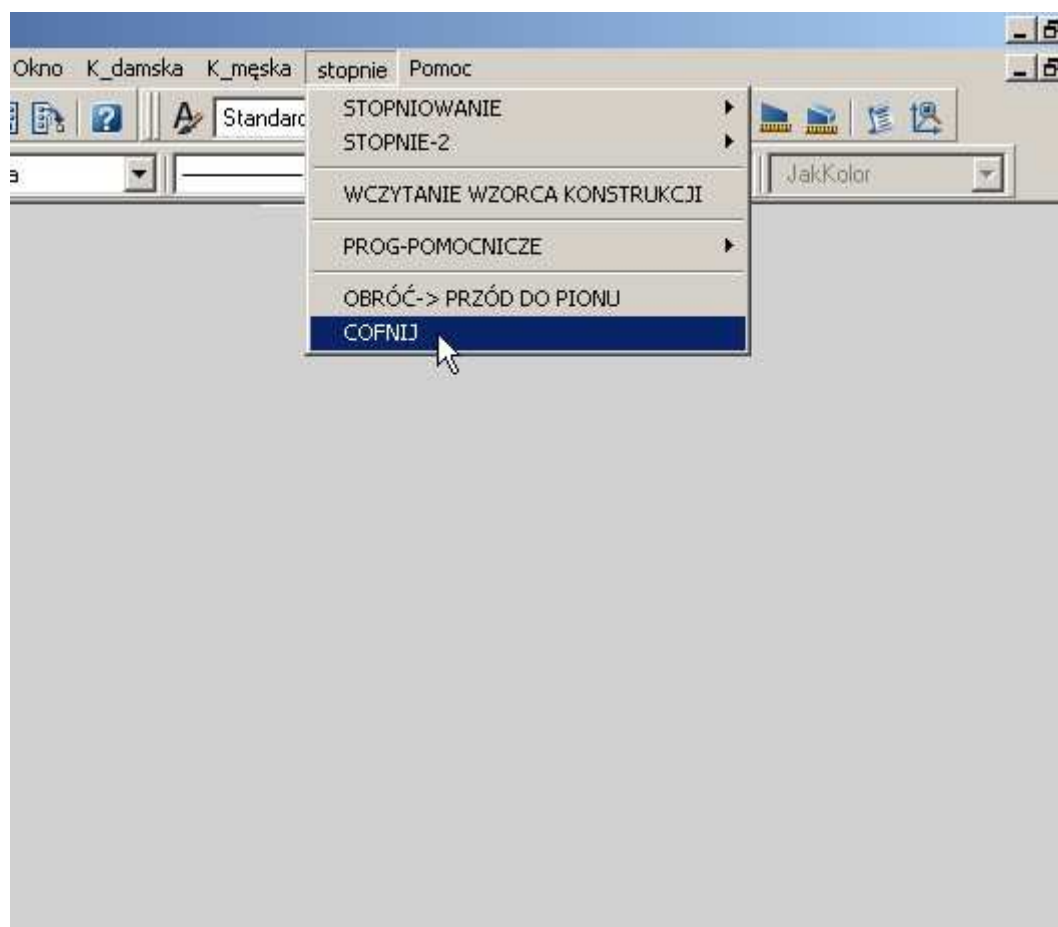 Okno K_damska K_męska stopnie Pomoc
Standard
STOPNIOWANIE
STOPNIE-2
JakKolor
WCZYTANIE WZORCA KONSTRUKCJI
PROG-POMOCNICZE
OBRÓĆ-> PRZÓD DO PIONU
COFNIJ